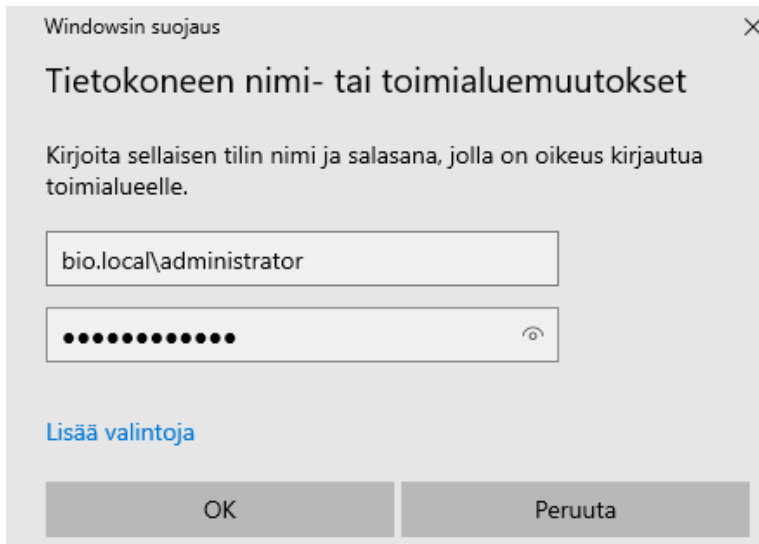 Windowsin suojaus
Tietokoneen nimi- tai toimialuemuutokset
Kirjoita sellaisen tilin nimi ja salasana, jolla on oikeus kirjautua
toimialueelle.
bio.local\administrator
●●●●●●●●●●●●
Lisää valintoja
OK
Peruuta